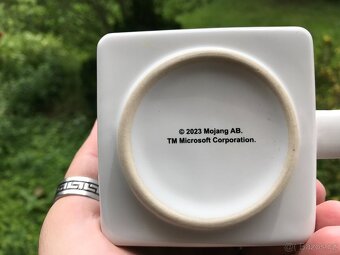 © 2023 Mojang AB.
TM Microsoft Corporation.